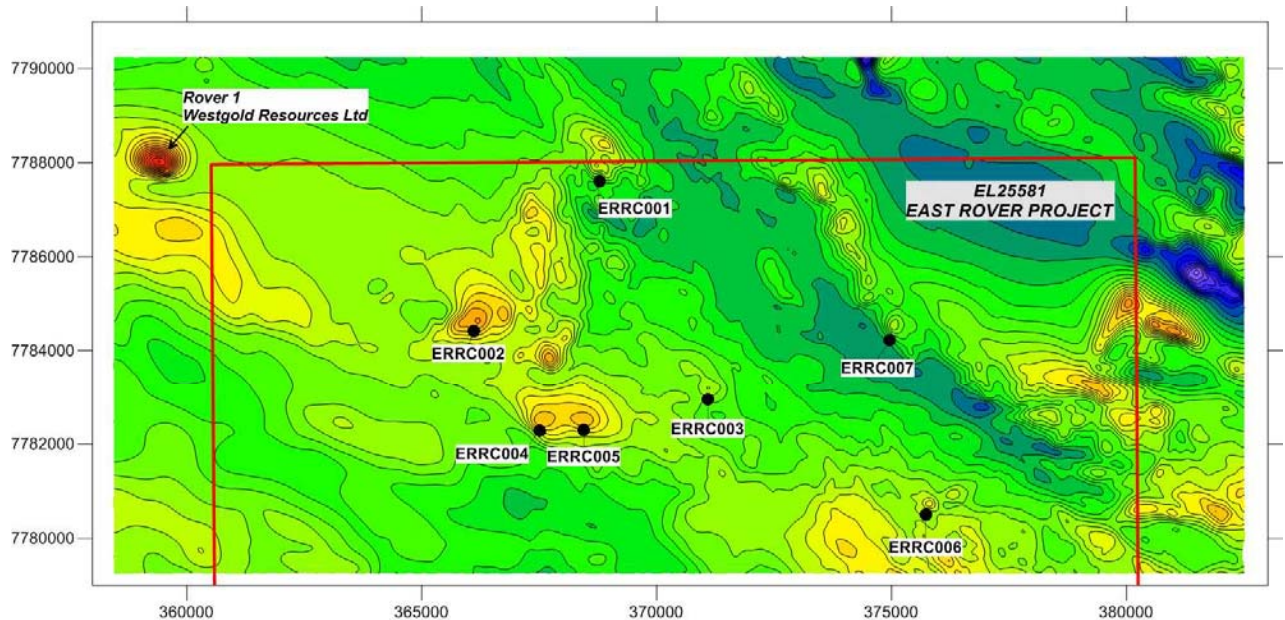 7790000
Rover 1
Westgold Resources Ltd
7788000
EL25581
EAST ROVER PROJECT
ERRC001
7786000
7784000
ERRC002
ERRC007
ERRC003
7782000
ERRC004
ERRC005
7780000
ERRC006
360000
365000
370000
375000
380000